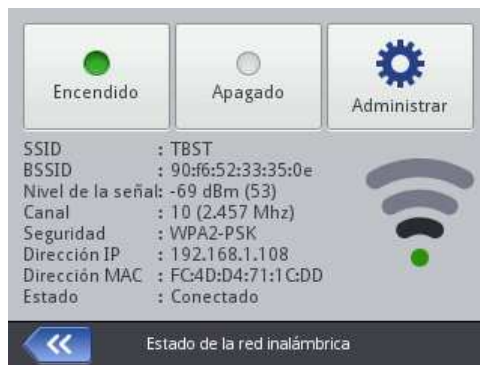 Encendido
Apagado
Administrar
SSID : TBST
BSSID : 90:f6:52:33:35:0e
Nivel de la señal: -69 dBm (53)
Canal : 10 (2.457 Mhz)
Seguridad : WPA2-PSK
Dirección IP : 192.168.1.108
Dirección MAC : FC:4D:D4:71:1C:DD
Estado : Conectado
Estado de la red inalámbrica